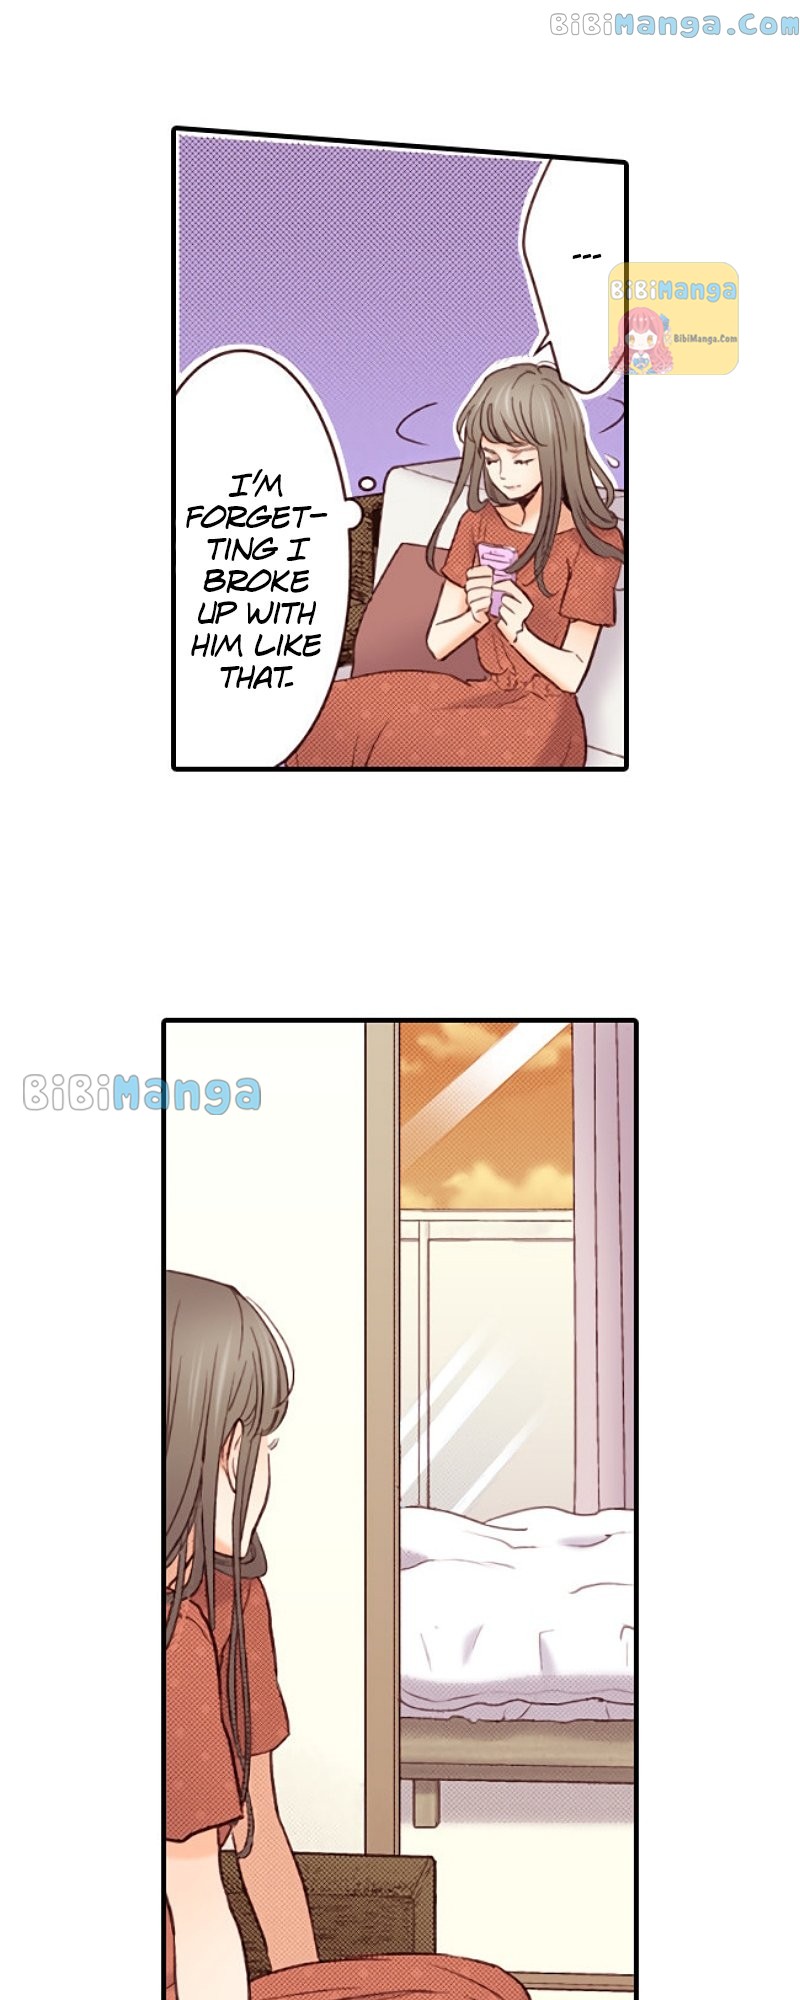 BiBiManga.Com
...
BiBiManga
BibiManga.Com
I'M
FORGET-
TING I
BROKE
UP WITH
HIM LIKE
THAT.
BiBiManga